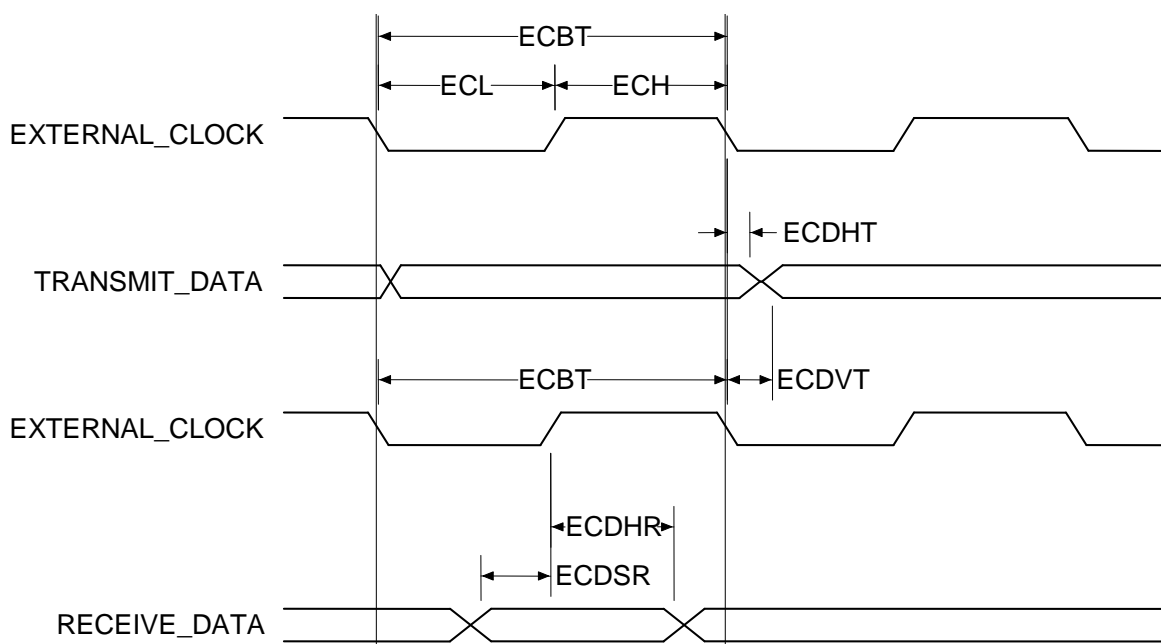 ECBT
ECL ECH
EXTERNAL_CLOCK
ECDHT
TRANSMIT_DATA
ECBT ECDVT
EXTERNAL_CLOCK
ECDHR
ECDSR
RECEIVE_DATA